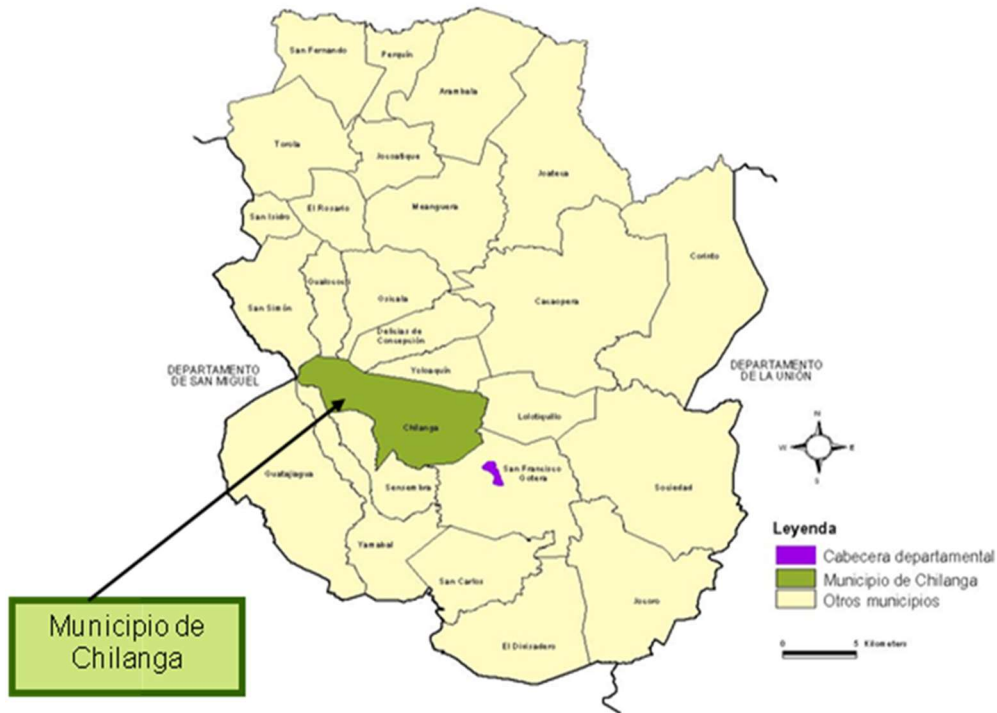 San Fernando
Perquín
Arambala
Torola
Jocoaitique
Joateca
San Isidro
El Rosario
Meanguera
Corinto
San Simón
Gualococti
Osicala
Cacaopera
Delicias de
Concepción
Yoloaiquín
DEPARTAMENTO
DE SAN MIGUEL
DEPARTAMENTO
DE LA UNIÓN
Chilanga
Lolotiquillo
N
W
E
S
Guatajiagua
Sensembra
San Francisco
Gotera
Sociedad
Yamabal
San Carlos
Jocoro
El Divisadero
Municipio de
Chilanga
Leyenda
Cabecera departamental
Municipio de Chilanga
Otros municipios
0 5 Kilometers